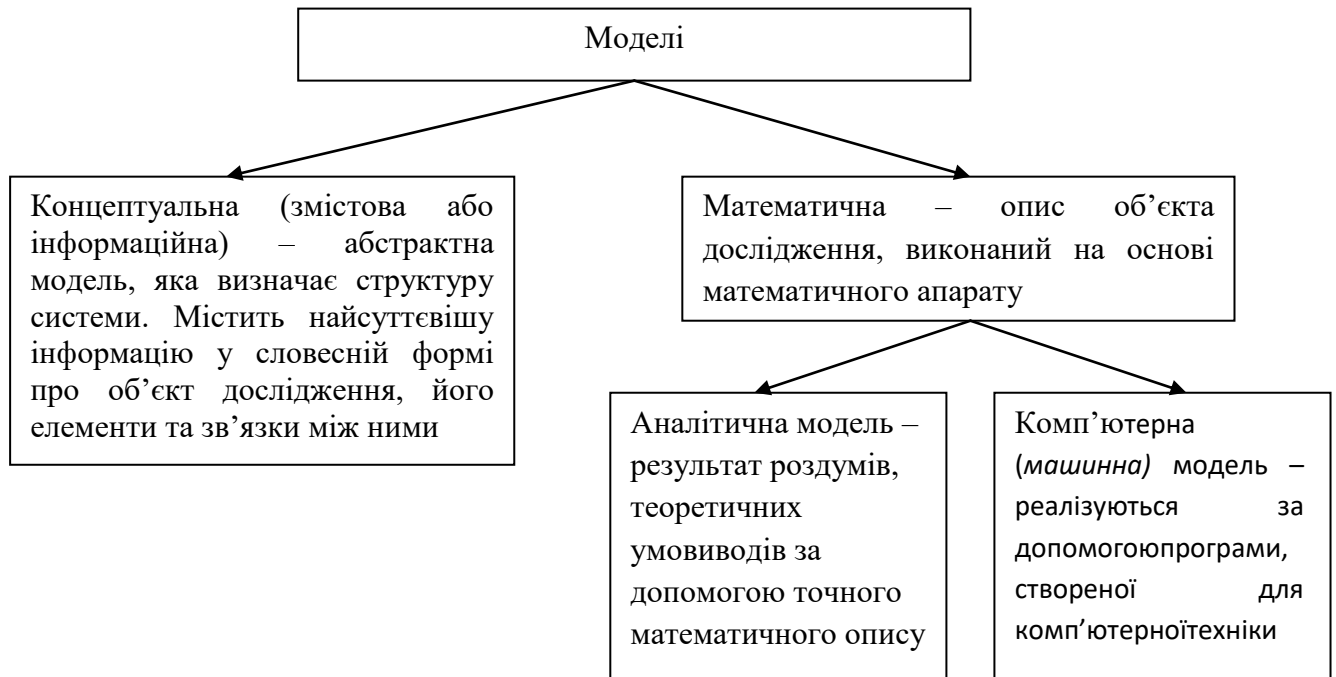 Моделі
Концептуальна (змістова або
інформаційна) – абстрактна
модель, яка визначає структуру
системи. Містить найсуттєвішу
інформацію у словесній формі
про об’єкт дослідження, його
елементи та зв’язки між ними
Математична – опис об’єкта
дослідження, виконаний на основі
математичного апарату
Аналітична модель –
результат роздумів,
теоретичних
умовиводів за
допомогою точного
математичного опису
Комп’ютерна
(машинна) модель –
реалізуються за
допомогоюпрограми,
створеної для
комп’ютерноїтехніки